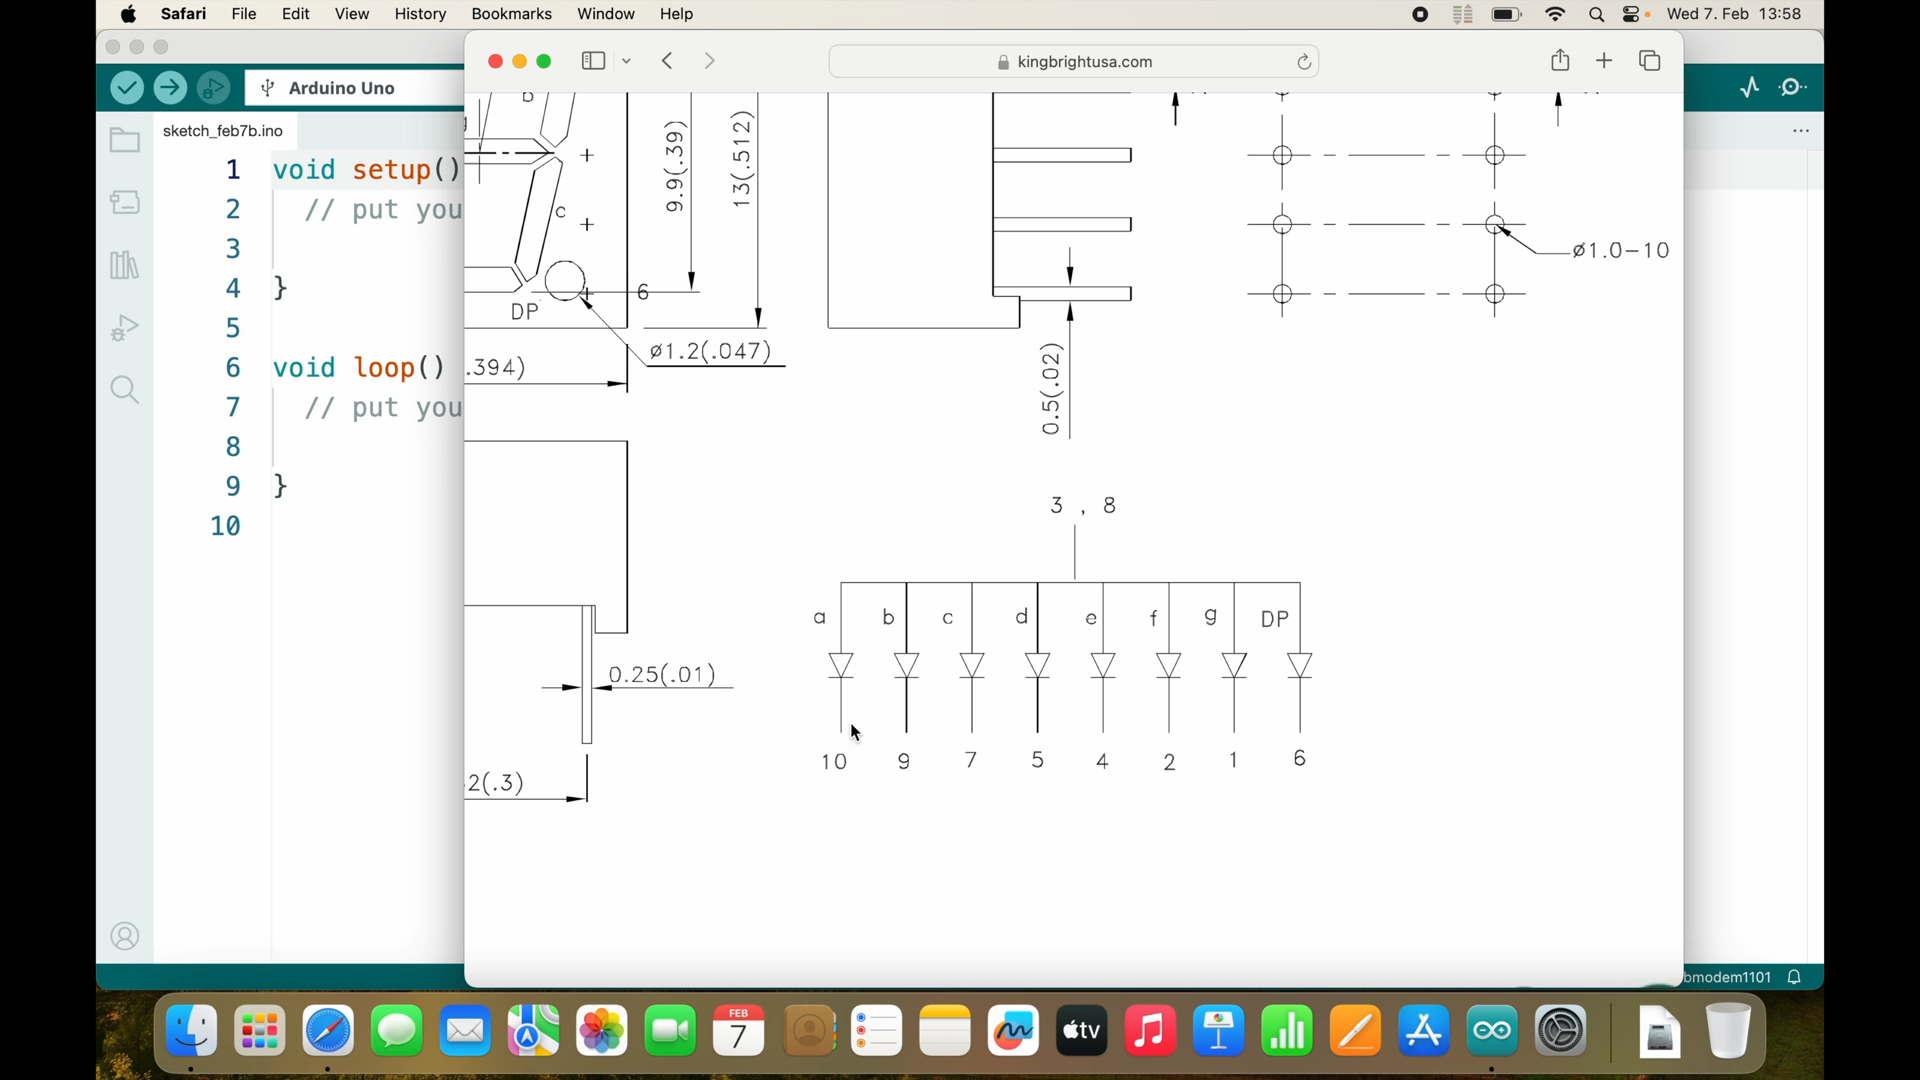 Safari File Edit View History Bookmarks Window Help Wed 7. Feb 13:58
kingbrightusa.com
Arduino Uno
sketch_feb7b.ino
1 void setup()
2 // put you
3
4 }
5
6 void loop()
7 // put you
8
9 }
10
b
c
DP
6
9.9(.39)
13(.512)
ø1.2(.047)
.394)
0.5(.02)
ø1.0-10
3 , 8
a b c d e f g DP
10 9 7 5 4 2 1 6
0.25(.01)
2(.3)
bmodem1101
FEB
7
tv